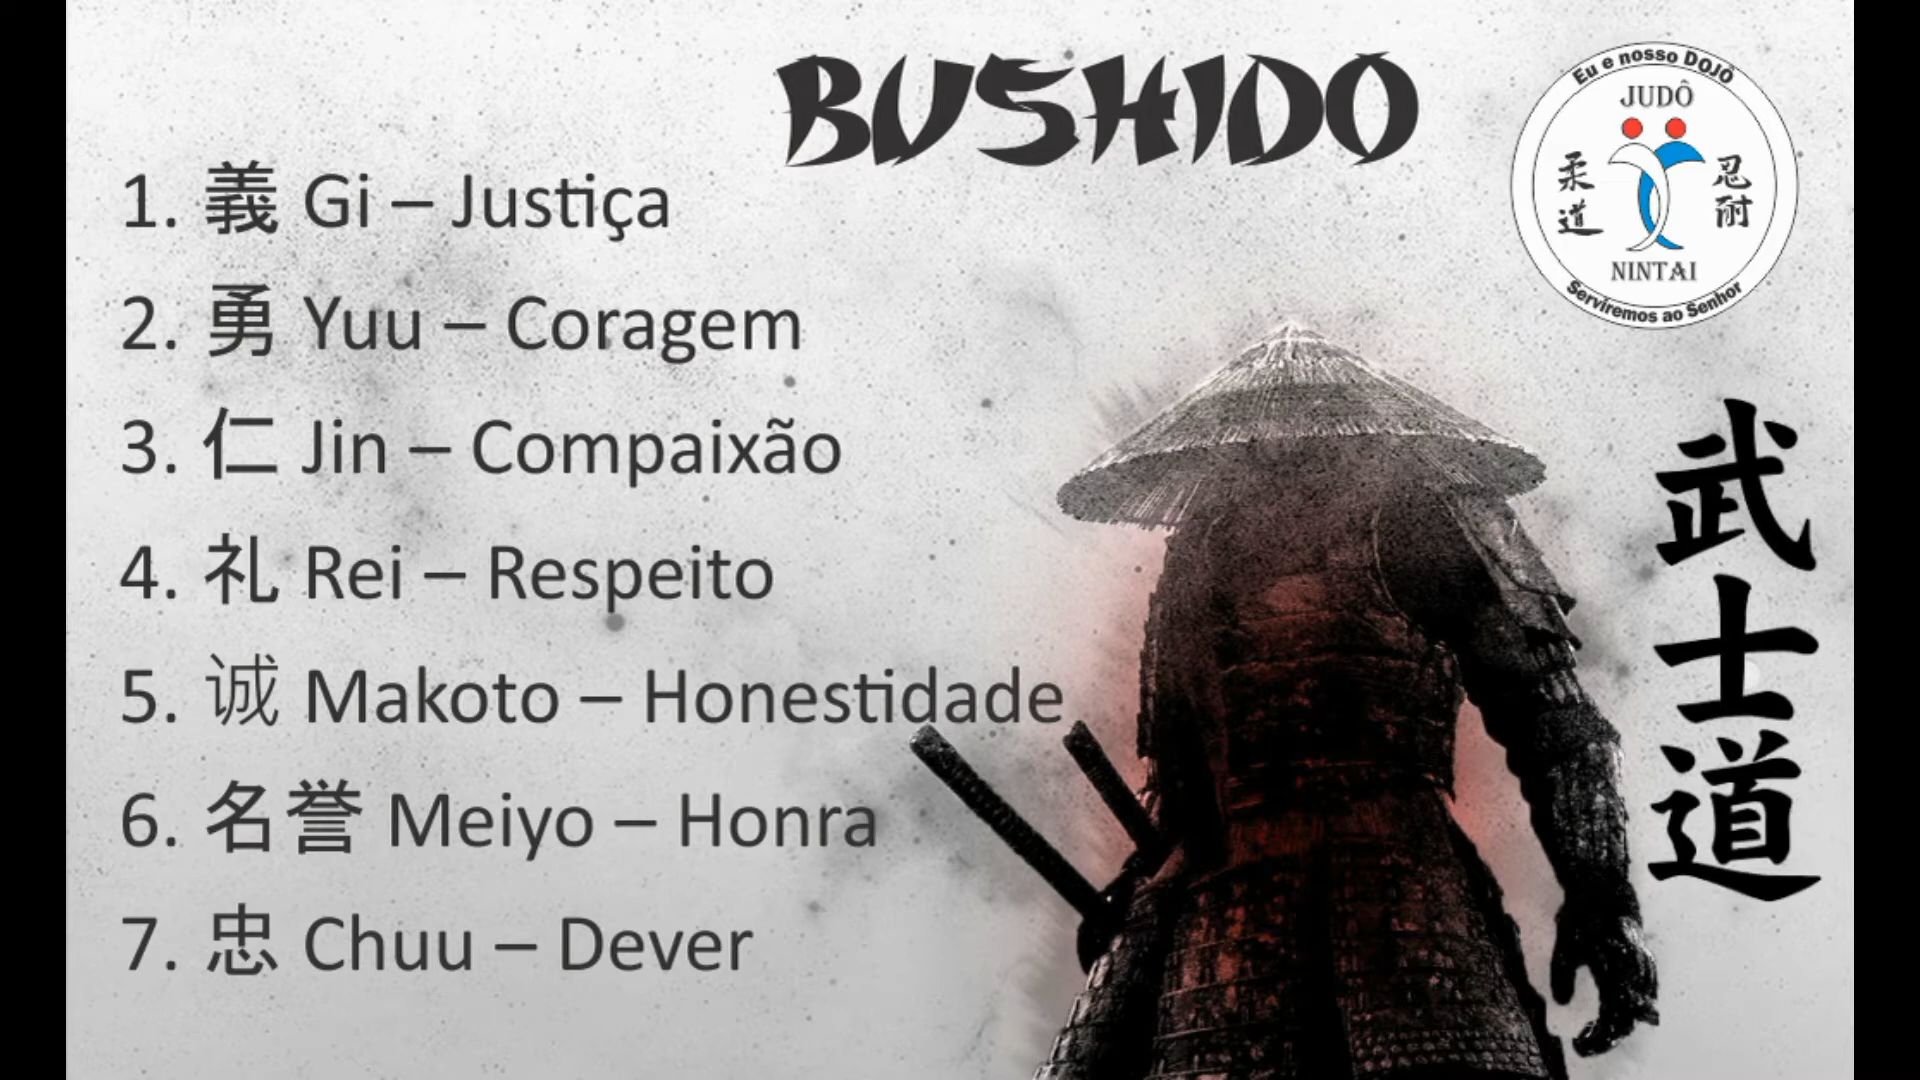 BUSHIDO
1. 義 Gi – Justiça
2. 勇 Yuu – Coragem
3. 仁 Jin – Compaixão
4. 礼 Rei – Respeito
5. 诚 Makoto – Honestidade
6. 名誉 Meiyo – Honra
7. 忠 Chuu – Dever
Eu e nosso DOJÔ
JUDÔ
柔道
忍耐
NINTAI
Serviremos ao Senhor
武士道